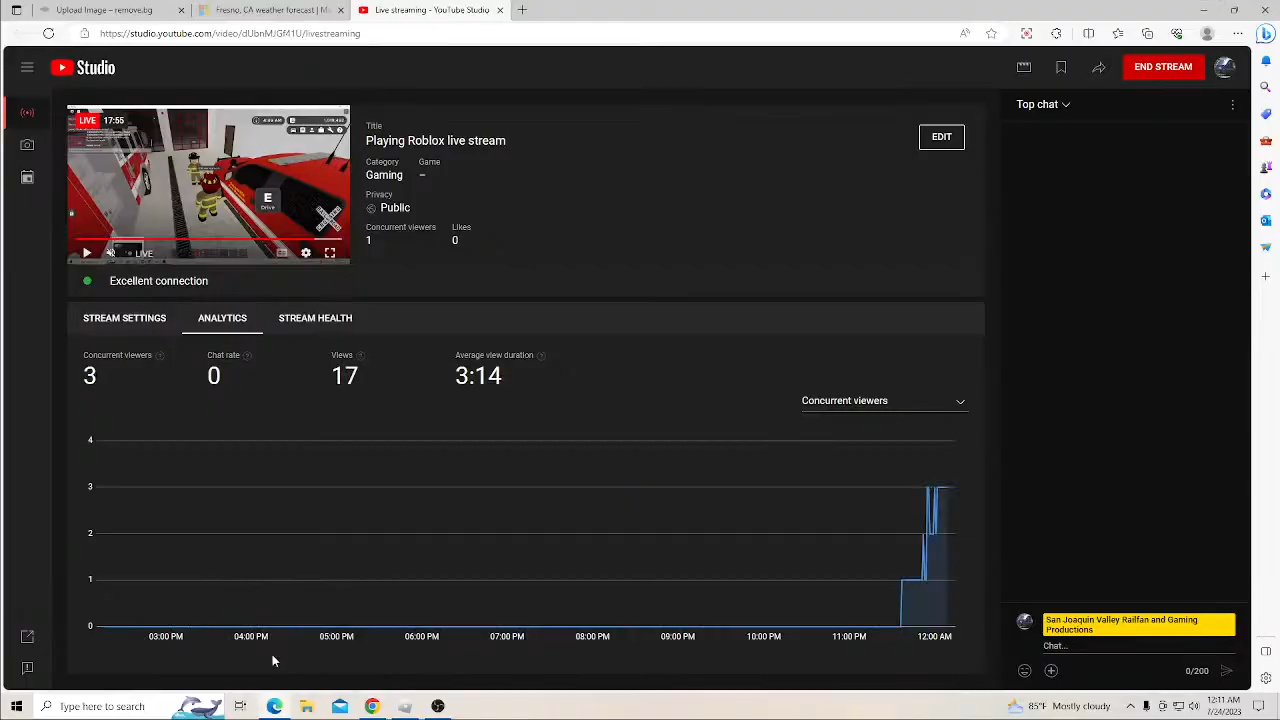 Upload Image – remove.bg
Fresno, CA weather forecast | M
Live streaming - YouTube Studio
https://studio.youtube.com/video/dUbnMJGf41U/livestreaming
Studio
END STREAM
LIVE 17:55
E
Drive
LIVE
Title
Playing Roblox live stream
EDIT
Category Game
Gaming –
Privacy
Public
Concurrent viewers Likes
1 0
Excellent connection
STREAM SETTINGS ANALYTICS STREAM HEALTH
Concurrent viewers Chat rate Views Average view duration
3 0 17 3:14
Concurrent viewers
4
3
2
1
0
03:00 PM 04:00 PM 05:00 PM 06:00 PM 07:00 PM 08:00 PM 09:00 PM 10:00 PM 11:00 PM 12:00 AM
Top chat
San Joaquin Valley Railfan and Gaming
Productions
Chat...
0/200
Type here to search
85°F Mostly cloudy
12:11 AM
7/24/2023